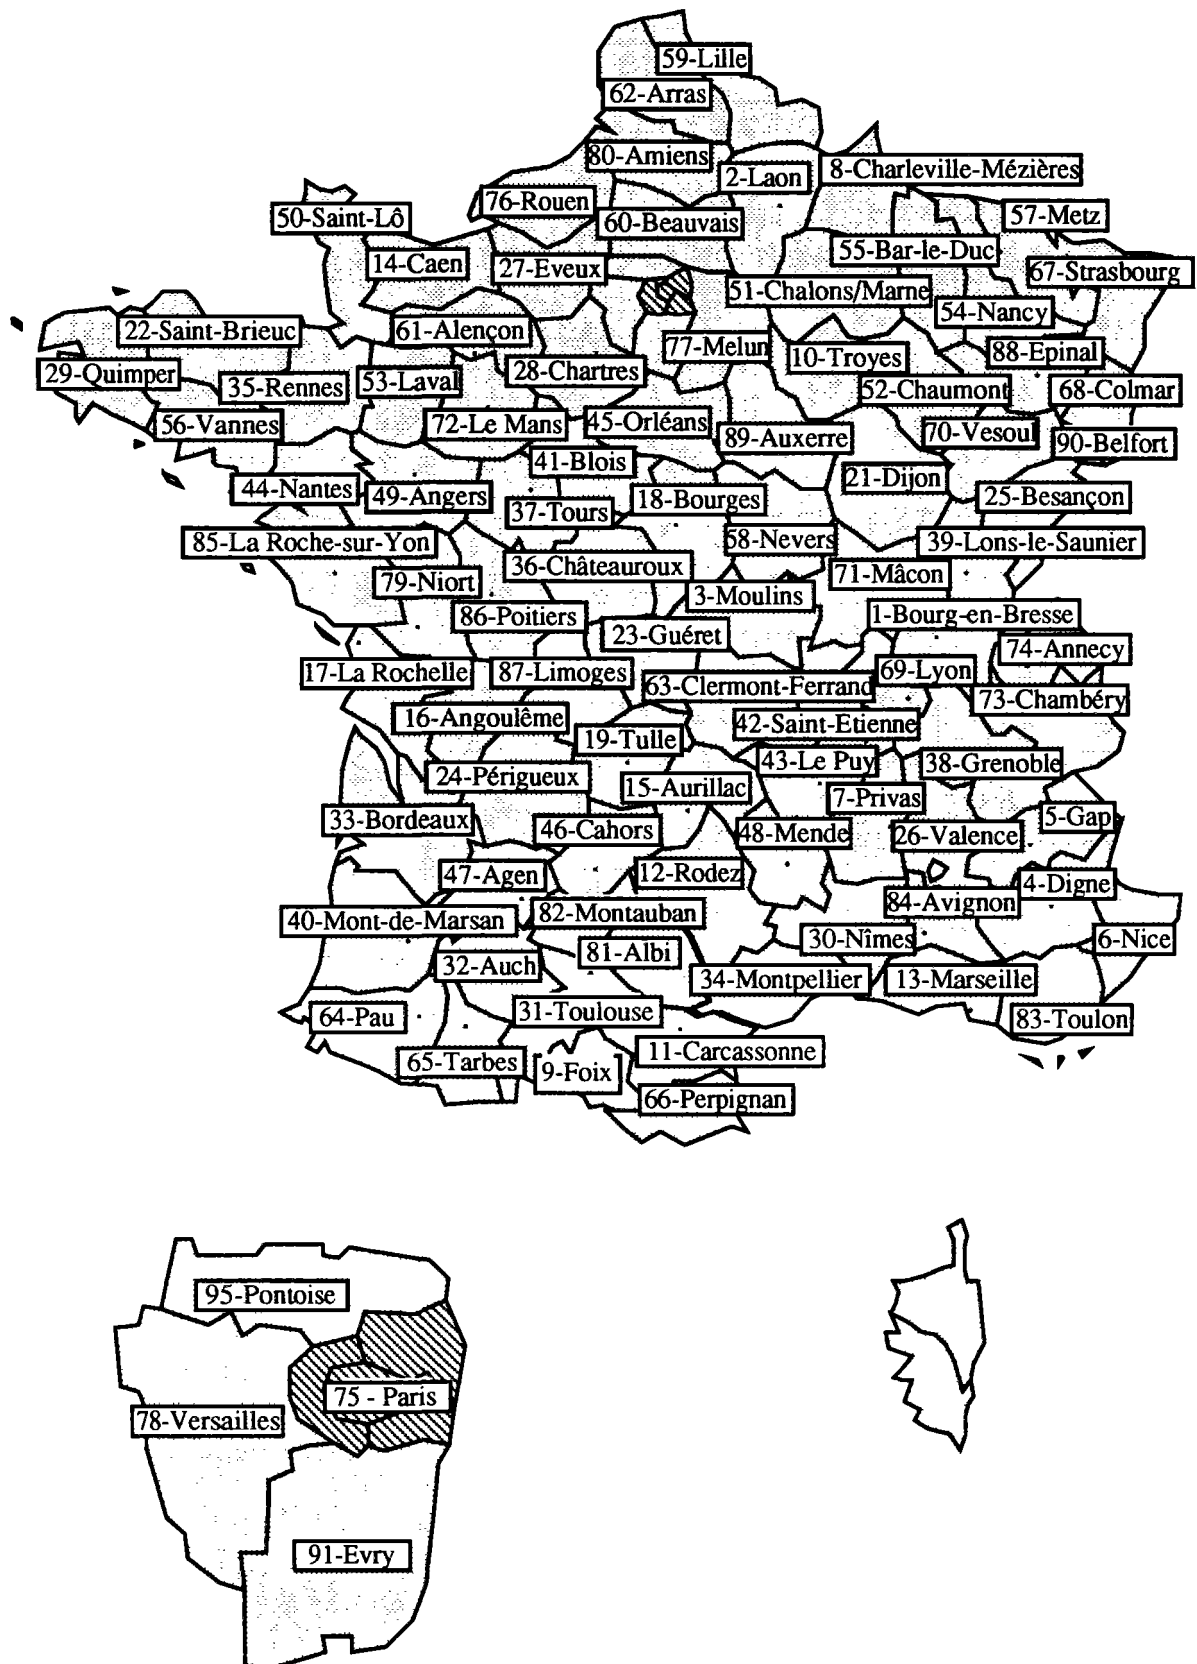 59-Lille
62-Arras
80-Amiens
2-Laon
8-Charleville-Mézières
76-Rouen
50-Saint-Lô
60-Beauvais
57-Metz
55-Bar-le-Duc
14-Caen
27-Eveux
67-Strasbourg
51-Chalons/Marne
54-Nancy
22-Saint-Brieuc
61-Alençon
77-Melun
10-Troyes
88-Epinal
29-Quimper
35-Rennes
53-Laval
28-Chartres
52-Chaumont
68-Colmar
56-Vannes
72-Le Mans
45-Orléans
89-Auxerre
70-Vesoul
90-Belfort
41-Blois
21-Dijon
44-Nantes
49-Angers
18-Bourges
25-Besançon
37-Tours
85-La Roche-sur-Yon
58-Nevers
39-Lons-le-Saunier
36-Châteauroux
79-Niort
71-Mâcon
3-Moulins
86-Poitiers
1-Bourg-en-Bresse
23-Guéret
74-Annecy
17-La Rochelle
87-Limoges
69-Lyon
63-Clermont-Ferrand
73-Chambéry
16-Angoulême
42-Saint-Etienne
19-Tulle
43-Le Puy
38-Grenoble
24-Périgueux
15-Aurillac
7-Privas
33-Bordeaux
46-Cahors
48-Mende
26-Valence
5-Gap
47-Agen
12-Rodez
4-Digne
84-Avignon
40-Mont-de-Marsan
82-Montauban
30-Nîmes
6-Nice
81-Albi
32-Auch
34-Montpellier
13-Marseille
64-Pau
31-Toulouse
83-Toulon
11-Carcassonne
65-Tarbes
9-Foix
66-Perpignan
95-Pontoise
75 - Paris
78-Versailles
91-Evry